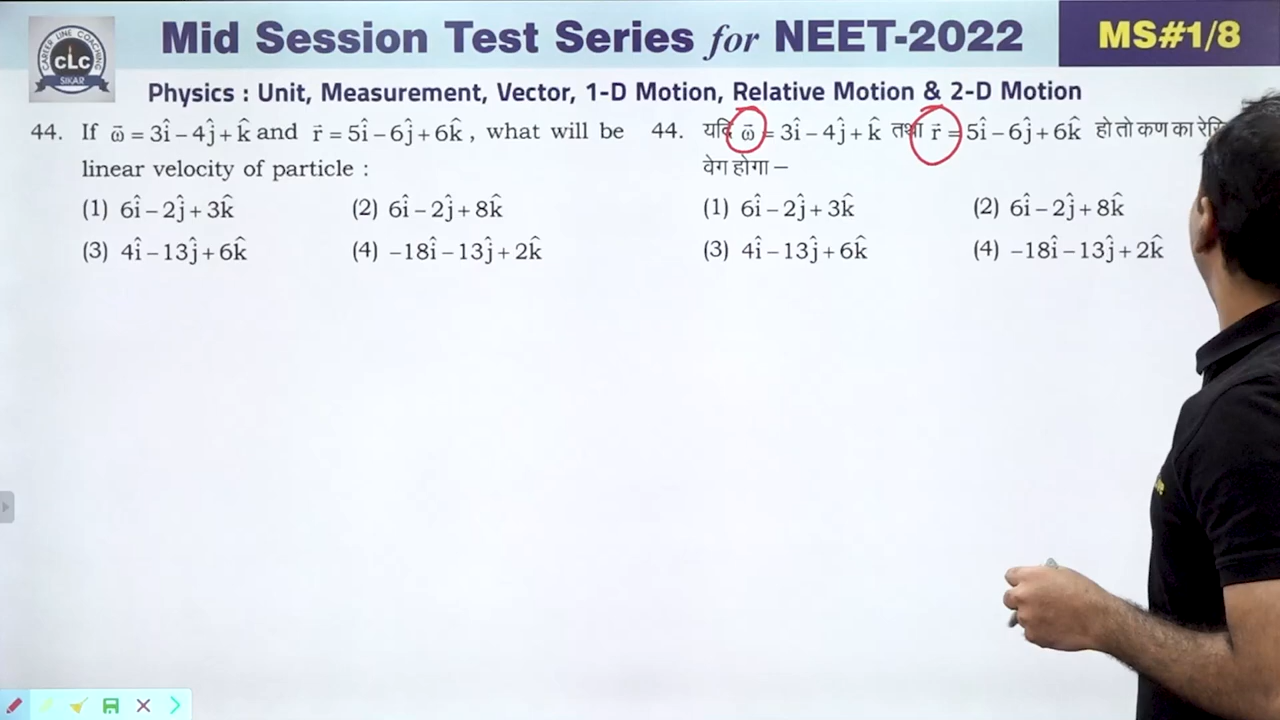 Mid Session Test Series for NEET-2022
MS#1/8
CAREER LINE COACHING
CLC
SIKAR
Physics : Unit, Measurement, Vector, 1-D Motion, Relative Motion & 2-D Motion
44. If ω⃗ = 3î – 4ĵ + k̂ and r⃗ = 5î – 6ĵ + 6k̂ , what will be
linear velocity of particle :
(1) 6î – 2ĵ + 3k̂ (2) 6î – 2ĵ + 8k̂
(3) 4î – 13ĵ + 6k̂ (4) –18î – 13ĵ + 2k̂
44. यदि ω⃗ = 3î – 4ĵ + k̂ तथा r⃗ = 5î – 6ĵ + 6k̂ हो तो कण का
वेग होगा –
(1) 6î – 2ĵ + 3k̂ (2) 6î – 2ĵ + 8k̂
(3) 4î – 13ĵ + 6k̂ (4) –18î – 13ĵ + 2k̂